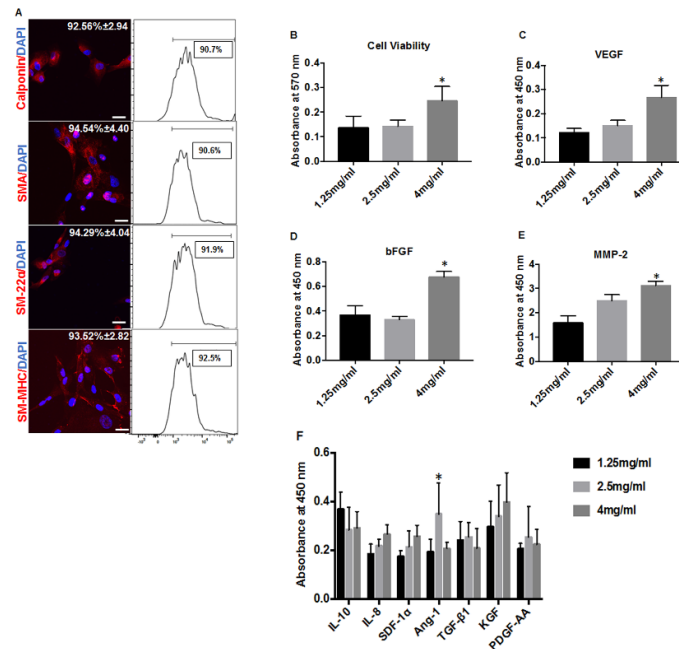 A
Calponin/DAPI
92.56%±2.94
90.7%
SMA/DAPI
94.54%±4.40
90.6%
SM-22α/DAPI
94.29%±4.04
91.9%
SM-MHC/DAPI
93.52%±2.82
92.5%
B
Cell Viability
Absorbance at 570 nm
0.4
0.3
0.2
0.1
0.0
*
1.25mg/ml
2.5mg/ml
4mg/ml
C
VEGF
Absorbance at 450 nm
0.4
0.3
0.2
0.1
0.0
*
1.25mg/ml
2.5mg/ml
4mg/ml
D
bFGF
Absorbance at 450 nm
0.8
0.6
0.4
0.2
0.0
*
1.25mg/ml
2.5mg/ml
4mg/ml
E
MMP-2
Absorbance at 450 nm
4
3
2
1
0
*
1.25mg/ml
2.5mg/ml
4mg/ml
F
Absorbance at 450 nm
0.6
0.4
0.2
0.0
*
IL-10
IL-8
SDF-1α
Ang-1
TGF-β1
KGF
PDGF-AA
1.25mg/ml
2.5mg/ml
4mg/ml